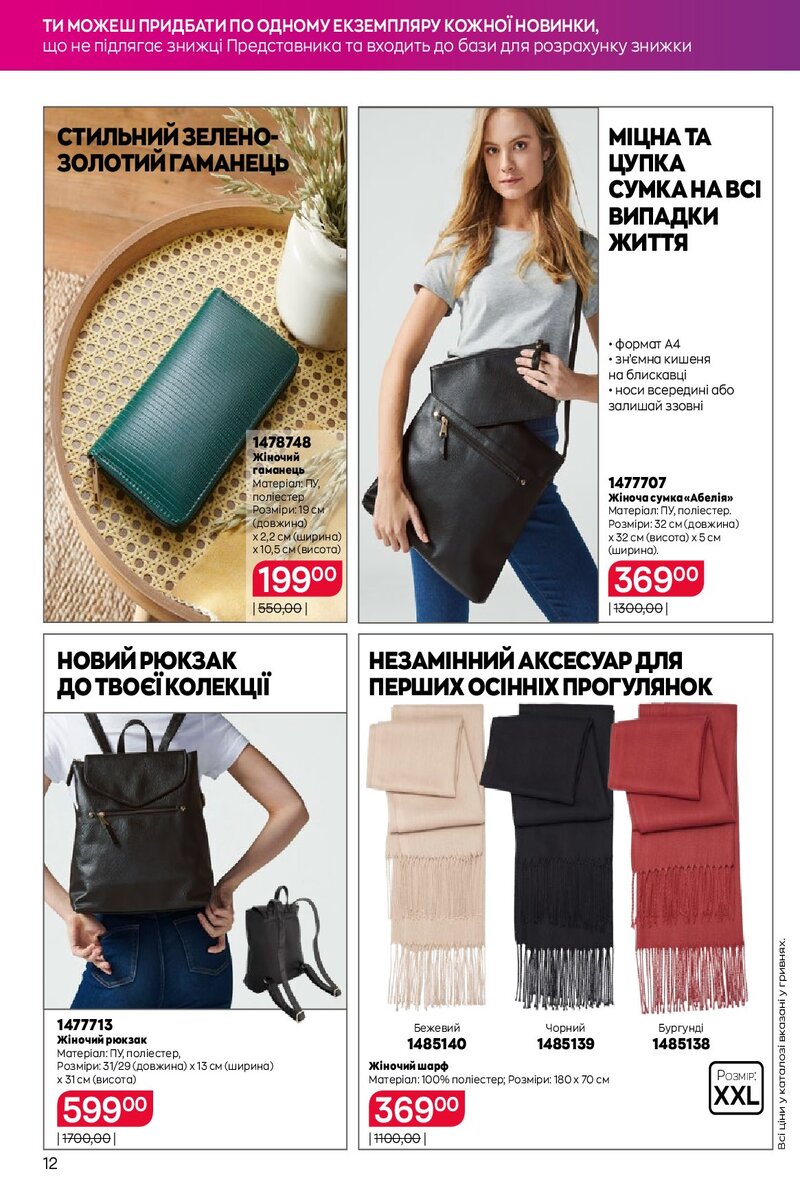 ТИ МОЖЕШ ПРИДБАТИ ПО ОДНОМУ ЕКЗЕМПЛЯРУ КОЖНОЇ НОВИНКИ,
що не підлягає знижці Представника та входить до бази для розрахунку знижки
СТИЛЬНИЙ ЗЕЛЕНО-
ЗОЛОТИЙ ГАМАНЕЦЬ
1478748
Жіночий
гаманець
Матеріал: ПУ,
поліестер
Розміри: 19 см
(довжина)
х 2,2 см (ширина)
х 10,5 см (висота)
199⁰⁰
| 550,00 |
МІЦНА ТА
ЦУПКА
СУМКА НА ВСІ
ВИПАДКИ
ЖИТТЯ
• формат А4
• зн'ємна кишеня
на блискавці
• носи всередині або
залишай ззовні
1477707
Жіноча сумка «Абелія»
Матеріал: ПУ, поліестер.
Розміри: 32 см (довжина)
х 32 см (висота) х 5 см
(ширина).
369⁰⁰
| 1300,00 |
НОВИЙ РЮКЗАК
ДО ТВОЄЇ КОЛЕКЦІЇ
1477713
Жіночий рюкзак
Матеріал: ПУ, поліестер,
Розміри: 31/29 (довжина) х 13 см (ширина)
х 31 см (висота)
599⁰⁰
| 1700,00 |
НЕЗАМІННИЙ АКСЕСУАР ДЛЯ
ПЕРШИХ ОСІННІХ ПРОГУЛЯНОК
Бежевий
1485140
Чорний
1485139
Бургунді
1485138
Жіночий шарф
Матеріал: 100% поліестер; Розміри: 180 х 70 см
369⁰⁰
| 1100,00 |
Розмір:
XXL
Всі ціни у каталозі вказані у гривнях.
12